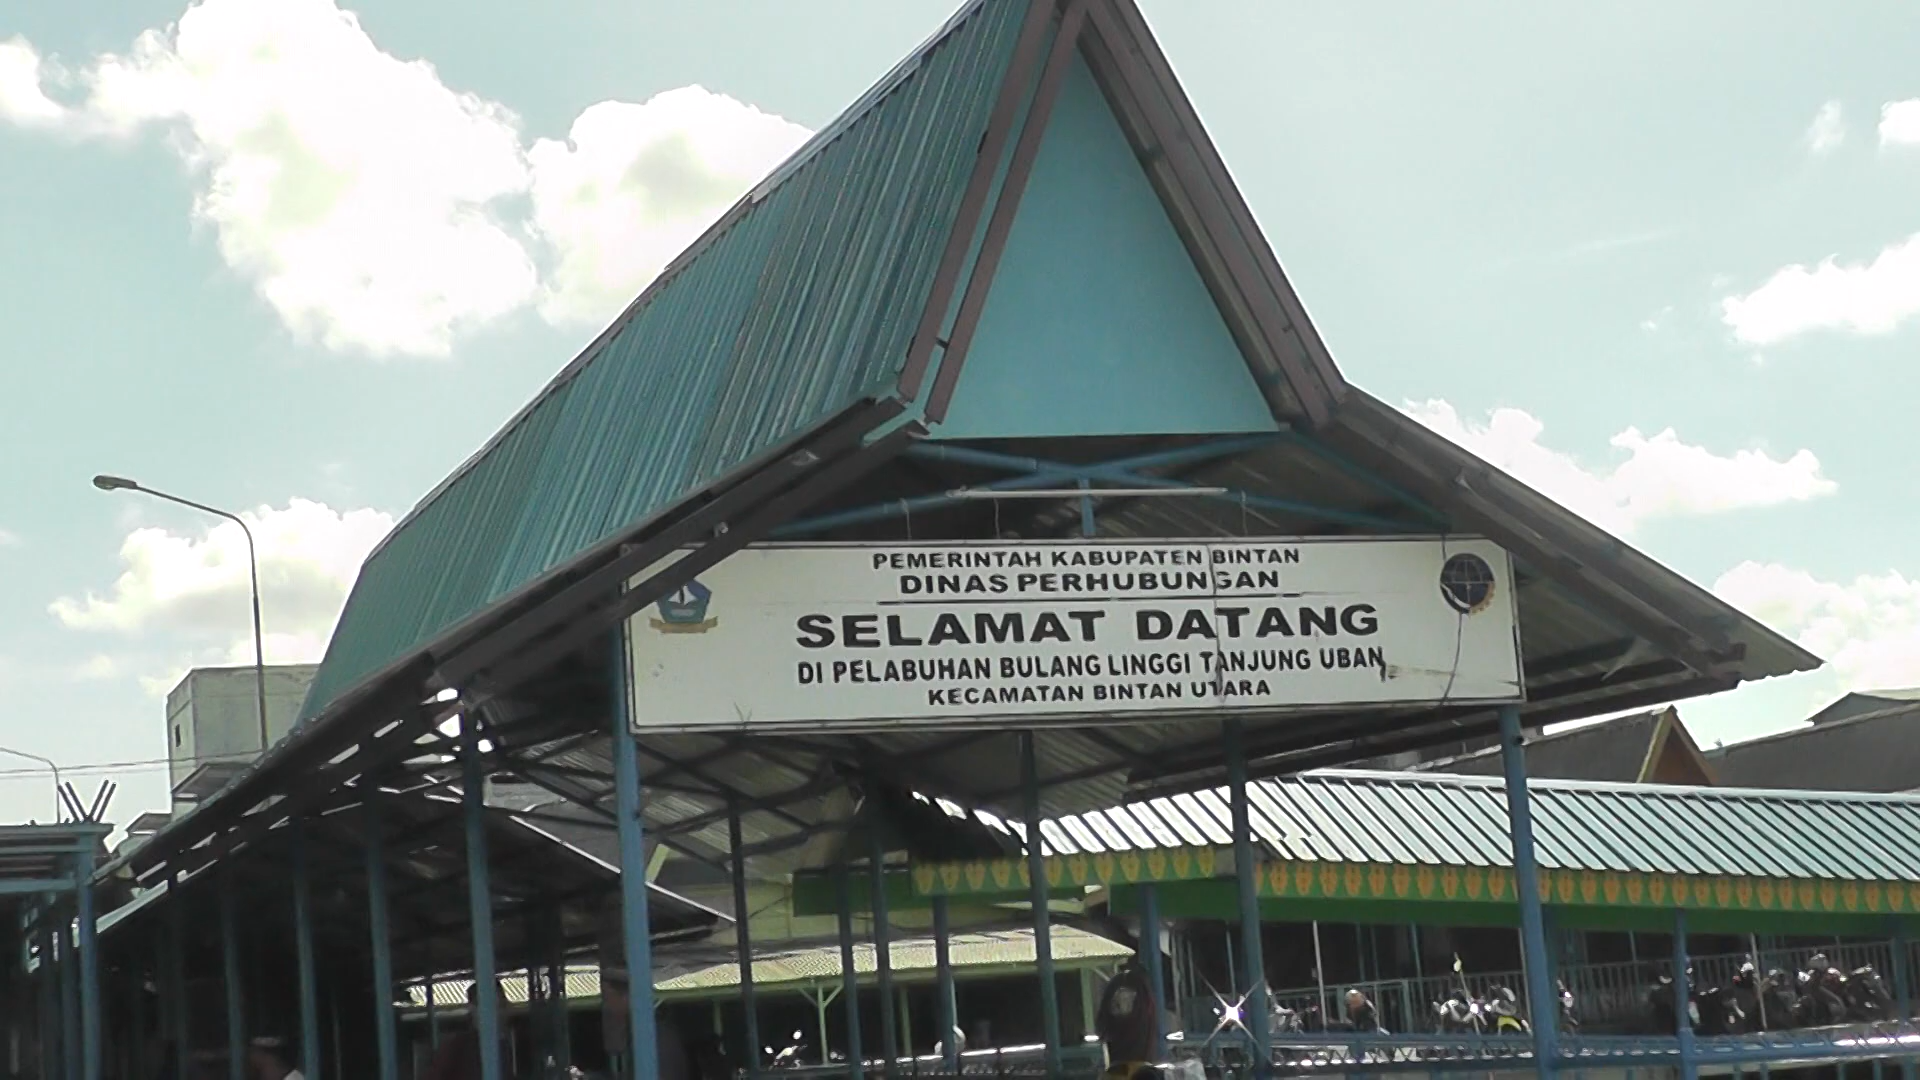 PEMERINTAH KABUPATEN BINTAN
DINAS PERHUBUNGAN
SELAMAT DATANG
DI PELABUHAN BULANG LINGGI TANJUNG UBAN
KECAMATAN BINTAN UTARA